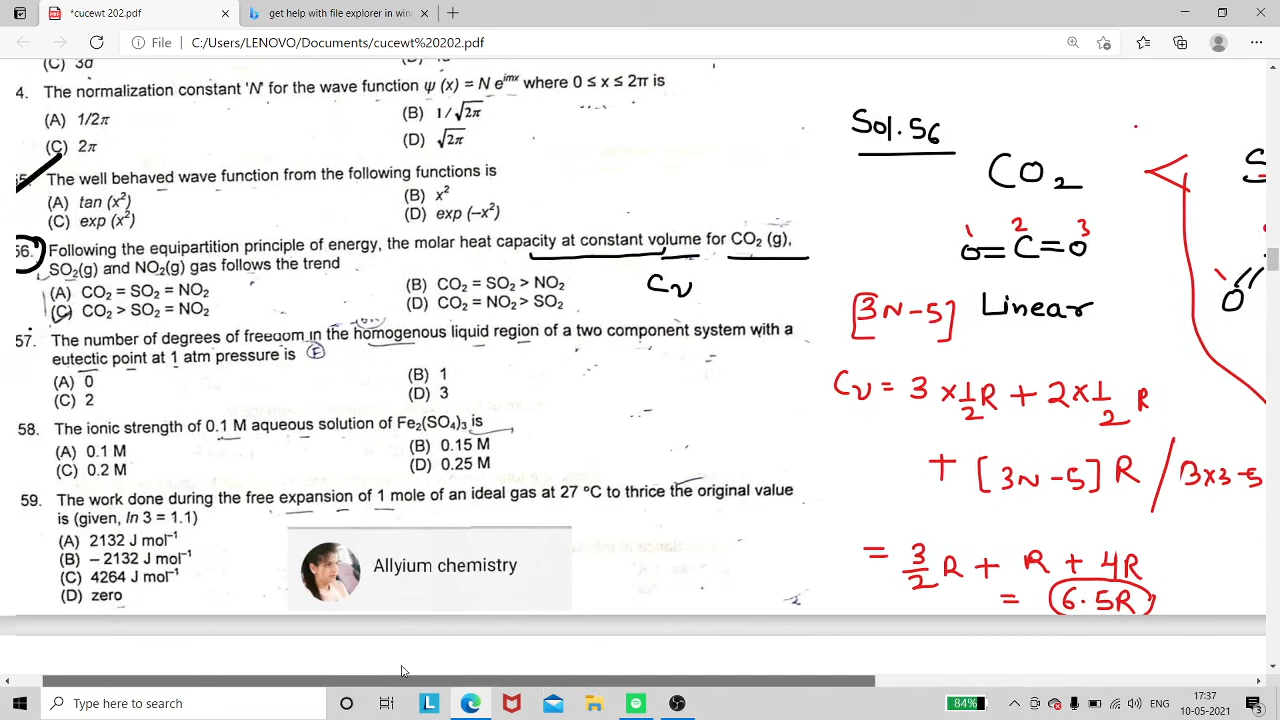 *cucewt 202.pdf
get help with file explorer in win
File
C:/Users/LENOVO/Documents/cucewt%20202.pdf
(C) 3d
4. The normalization constant 'N' for the wave function ψ (x) = N e^imx where 0 ≤ x ≤ 2π is
(A) 1/2π
(B) 1/√2π
(C) 2π
(D) √2π
The well behaved wave function from the following functions is
(A) tan (x²)
(B) x²
(C) exp (x²)
(D) exp (–x²)
56. Following the equipartition principle of energy, the molar heat capacity at constant volume for CO₂ (g),
SO₂(g) and NO₂(g) gas follows the trend
Cv
(A) CO₂ = SO₂ = NO₂
(B) CO₂ = SO₂ > NO₂
(C) CO₂ > SO₂ = NO₂
(D) CO₂ = NO₂ > SO₂
57. The number of degrees of freedom in the homogenous liquid region of a two component system with a
eutectic point at 1 atm pressure is
(A) 0
(B) 1
(C) 2
(D) 3
58. The ionic strength of 0.1 M aqueous solution of Fe₂(SO₄)₃ is
(A) 0.1 M
(B) 0.15 M
(C) 0.2 M
(D) 0.25 M
59. The work done during the free expansion of 1 mole of an ideal gas at 27 °C to thrice the original value
is (given, ln 3 = 1.1)
(A) 2132 J mol⁻¹
(B) – 2132 J mol⁻¹
(C) 4264 J mol⁻¹
(D) zero
Allyium chemistry
Sol. 56
CO₂
1 2 3
O=C=O
O
[3N-5] Linear
Cv = 3 × 1/2 R + 2 × 1/2 R
+ [3N-5] R / 3×3-5
= 3/2 R + R + 4R
= 6.5R
Type here to search
84%
17:37
10-05-2021
3